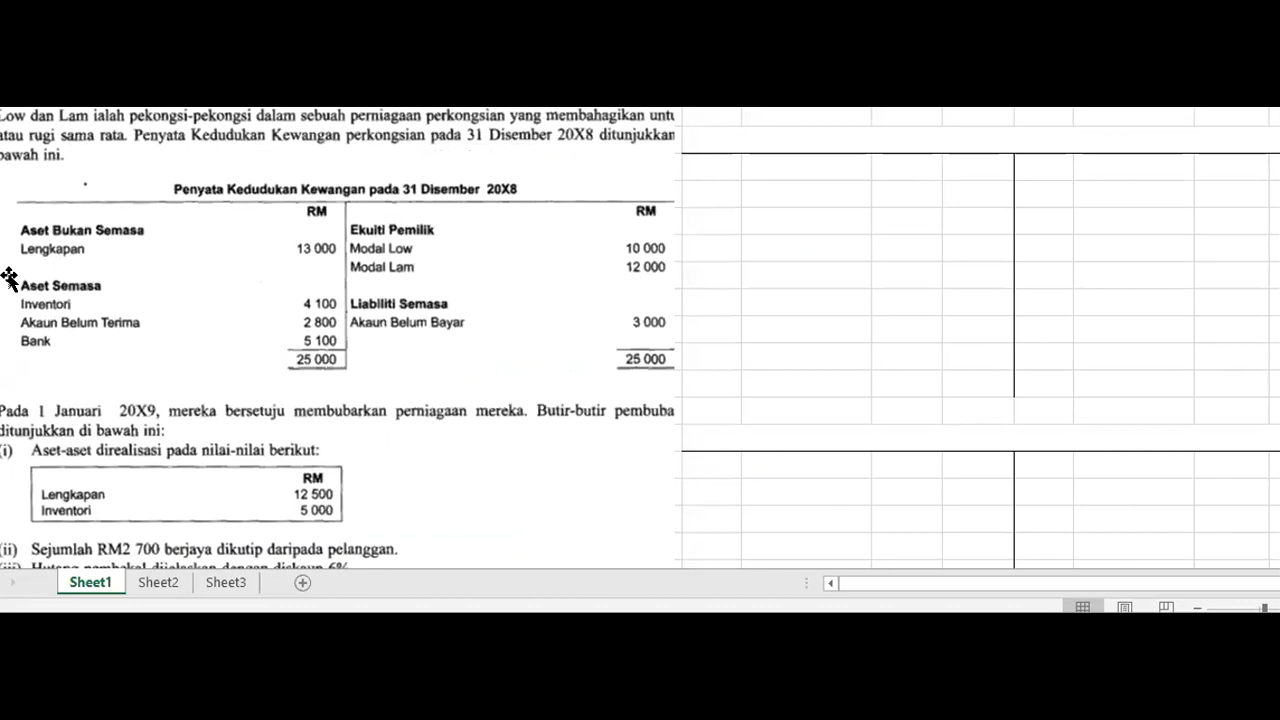 Low dan Lam ialah pekongsi-pekongsi dalam sebuah perniagaan perkongsian yang membahagikan
atau rugi sama rata. Penyata Kedudukan Kewangan perkongsian pada 31 Disember 20X8 ditunjukkan
bawah ini.
Penyata Kedudukan Kewangan pada 31 Disember 20X8
RM RM
Aset Bukan Semasa Ekuiti Pemilik
Lengkapan 13 000 Modal Low 10 000
Modal Lam 12 000
Aset Semasa
Inventori 4 100 Liabiliti Semasa
Akaun Belum Terima 2 800 Akaun Belum Bayar 3 000
Bank 5 100
25 000 25 000
Pada 1 Januari 20X9, mereka bersetuju membubarkan perniagaan mereka. Butir-butir
ditunjukkan di bawah ini:
(i) Aset-aset direalisasi pada nilai-nilai berikut:
RM
Lengkapan 12 500
Inventori 5 000
(ii) Sejumlah RM2 700 berjaya dikutip daripada pelanggan.
Sheet1 Sheet2 Sheet3